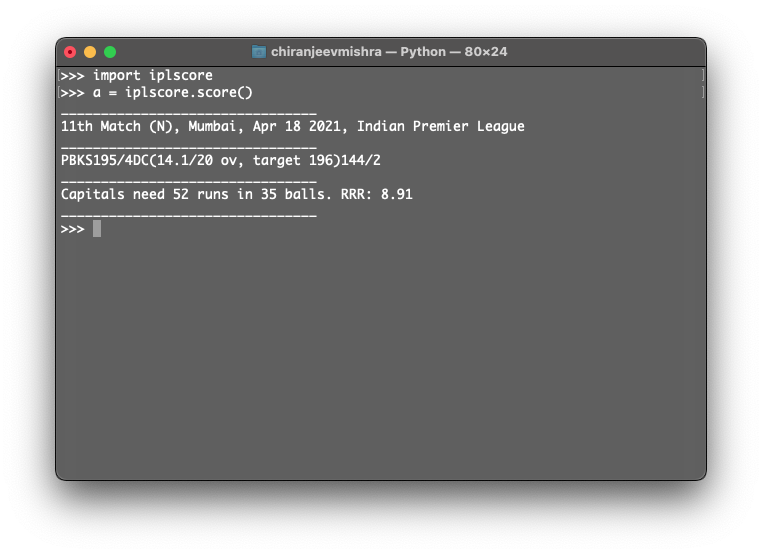 chiranjeevmishra — Python — 80×24
[>>> import iplscore ]
[>>> a = iplscore.score() ]
________________________________
11th Match (N), Mumbai, Apr 18 2021, Indian Premier League
________________________________
PBKS195/4DC(14.1/20 ov, target 196)144/2
________________________________
Capitals need 52 runs in 35 balls. RRR: 8.91
________________________________
>>>